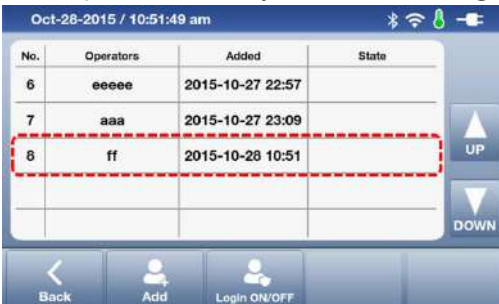 Oct-28-2015 / 10:51:49 am
No. Operators Added State
6 eeeee 2015-10-27 22:57
7 aaa 2015-10-27 23:09
8 ff 2015-10-28 10:51
UP
DOWN
Back Add Login ON/OFF